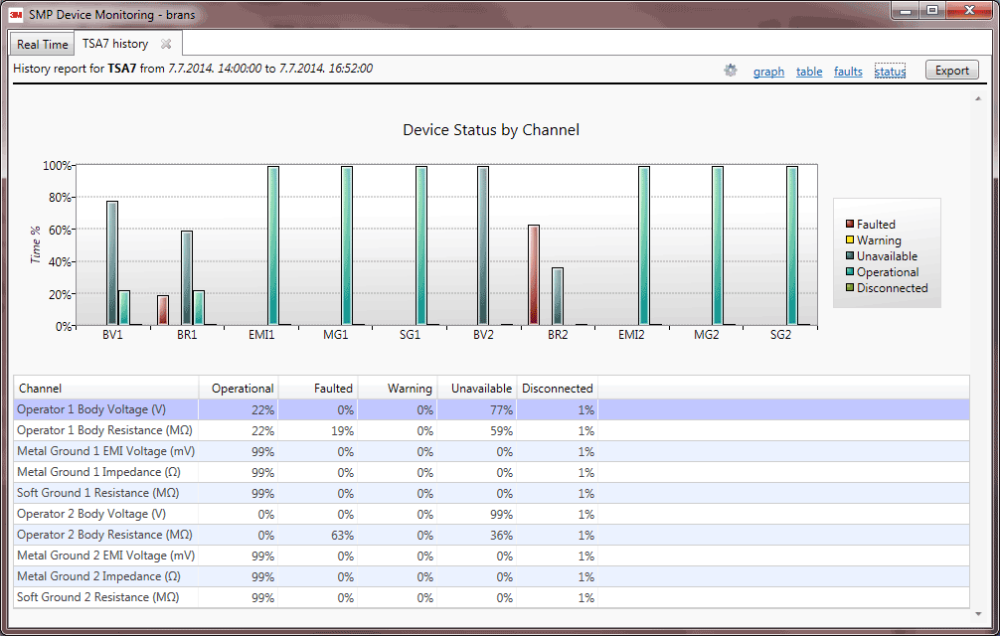 3M SMP Device Monitoring - brans
Real Time TSA7 history
History report for TSA7 from 7.7.2014. 14:00:00 to 7.7.2014. 16:52:00 graph table faults status Export
Device Status by Channel
100%
80%
60%
40%
20%
0%
Time %
BV1 BR1 EMI1 MG1 SG1 BV2 BR2 EMI2 MG2 SG2
Faulted
Warning
Unavailable
Operational
Disconnected
Channel Operational Faulted Warning Unavailable Disconnected
Operator 1 Body Voltage (V) 22% 0% 0% 77% 1%
Operator 1 Body Resistance (MΩ) 22% 19% 0% 59% 1%
Metal Ground 1 EMI Voltage (mV) 99% 0% 0% 0% 1%
Metal Ground 1 Impedance (Ω) 99% 0% 0% 0% 1%
Soft Ground 1 Resistance (MΩ) 99% 0% 0% 0% 1%
Operator 2 Body Voltage (V) 0% 0% 0% 99% 1%
Operator 2 Body Resistance (MΩ) 0% 63% 0% 36% 1%
Metal Ground 2 EMI Voltage (mV) 99% 0% 0% 0% 1%
Metal Ground 2 Impedance (Ω) 99% 0% 0% 0% 1%
Soft Ground 2 Resistance (MΩ) 99% 0% 0% 0% 1%